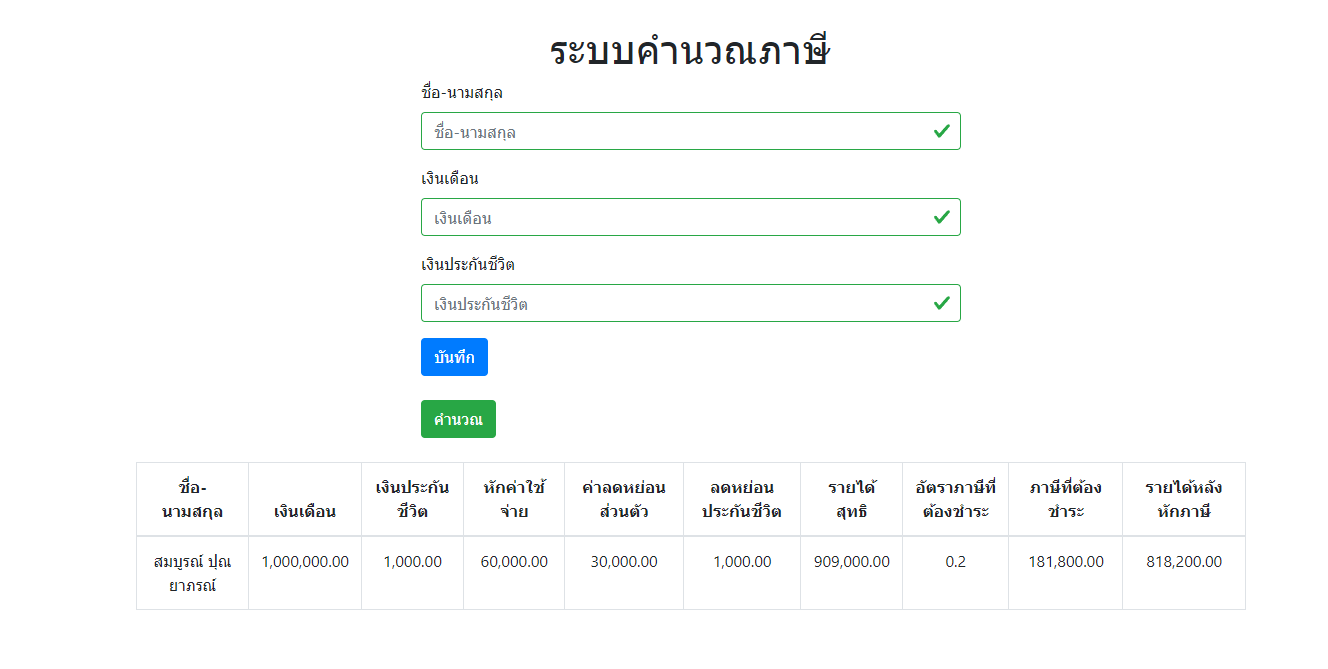 ระบบคำนวณภาษี
ชื่อ-นามสกุล
ชื่อ-นามสกุล
เงินเดือน
เงินเดือน
เงินประกันชีวิต
เงินประกันชีวิต
บันทึก
คำนวณ
ชื่อ-นามสกุล เงินเดือน เงินประกันชีวิต หักค่าใช้จ่าย ค่าลดหย่อนส่วนตัว ลดหย่อนประกันชีวิต รายได้สุทธิ อัตราภาษีที่ต้องชำระ ภาษีที่ต้องชำระ รายได้หลังหักภาษี
สมบูรณ์ ปุณยาภรณ์ 1,000,000.00 1,000.00 60,000.00 30,000.00 1,000.00 909,000.00 0.2 181,800.00 818,200.00